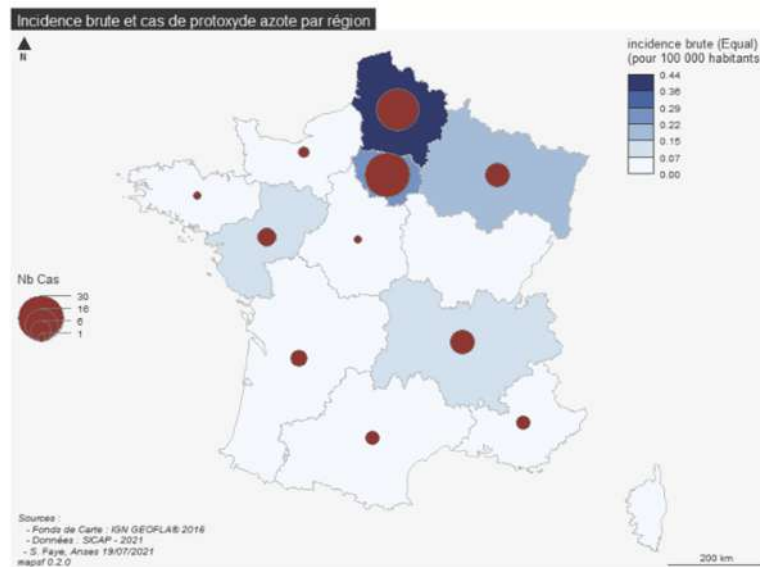 Incidence brute et cas de protoxyde azote par région
N
incidence brute (Equal)
(pour 100 000 habitants
0.44
0.36
0.29
0.22
0.15
0.07
0.00
Nb Cas
30
16
6
1
Sources :
- Fonds de Carte : IGN GEOFLA® 2016
- Données : SICAP - 2021
- S. Faye, Anses 19/07/2021
mapsf 0.2.0
200 km